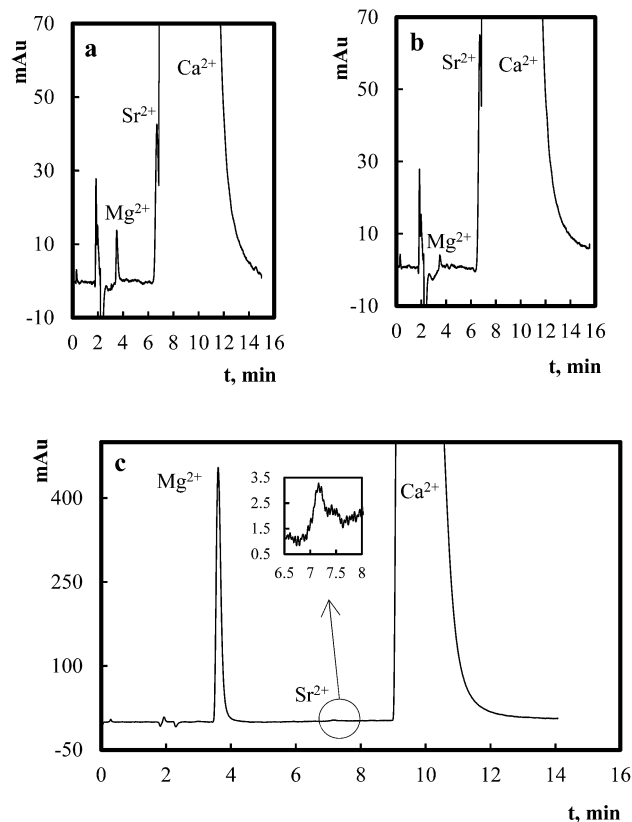 a
mAu
70
50
30
10
-10
Ca²⁺
Sr²⁺
Mg²⁺
0 2 4 6 8 10 12 14 16
t, min
b
mAu
70
50
30
10
-10
Sr²⁺
Ca²⁺
Mg²⁺
0 2 4 6 8 10 12 14 16
t, min
c
mAu
400
250
100
-50
Mg²⁺
3.5
2.5
1.5
0.5
6.5 7 7.5 8
Ca²⁺
Sr²⁺
0 2 4 6 8 10 12 14 16
t, min